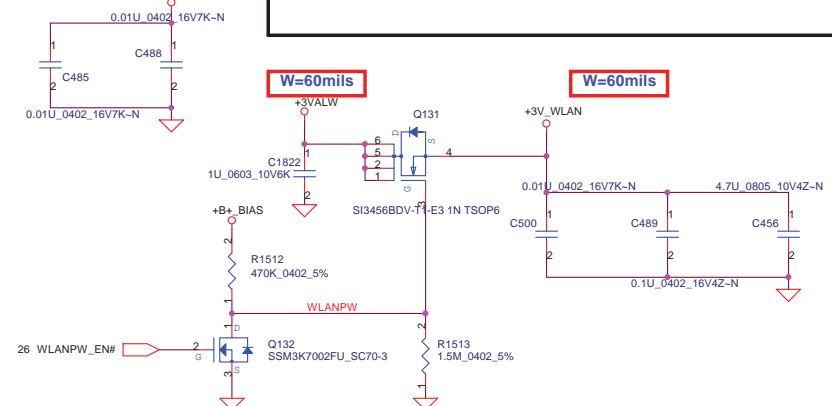 0.01U_0402_16V7K~N
1
1
C488
C485
2
2
0.01U_0402_16V7K~N
W=60mils
W=60mils
+3VALW
Q131
+3V_WLAN
D
S
6
5
2
1
4
G
3
1
C1822
1U_0603_10V6K
2
SI3456BDV-T1-E3 1N TSOP6
0.01U_0402_16V7K~N
4.7U_0805_10V4Z~N
1
1
1
C500
C489
C456
2
2
2
0.1U_0402_16V4Z~N
+B+_BIAS
2
R1512
470K_0402_5%
1
WLANPW
1
D
2
26 WLANPW_EN#
2
G
Q132
SSM3K7002FU_SC70-3
S
3
R1513
1.5M_0402_5%
1